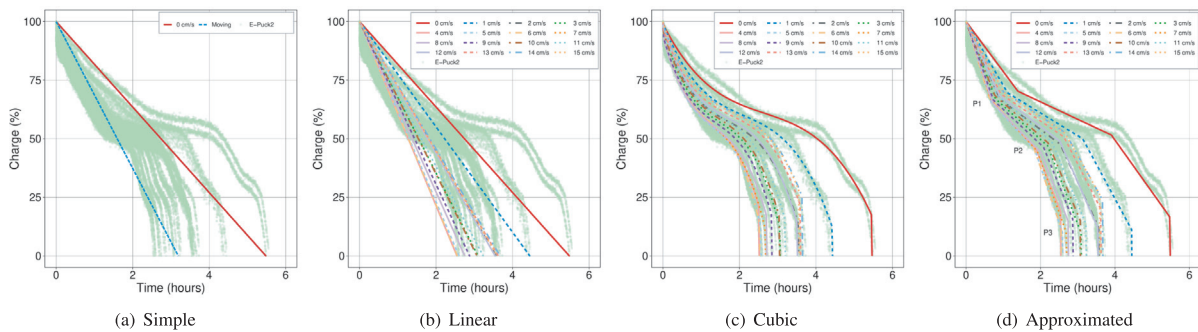 100
75
50
25
0
Charge (%)
0 2 4 6
Time (hours)
0 cm/s Moving E-Puck2
(a) Simple
100
75
50
25
0
Charge (%)
0 2 4 6
Time (hours)
0 cm/s 1 cm/s 2 cm/s 3 cm/s
4 cm/s 5 cm/s 6 cm/s 7 cm/s
8 cm/s 9 cm/s 10 cm/s 11 cm/s
12 cm/s 13 cm/s 14 cm/s 15 cm/s
E-Puck2
(b) Linear
100
75
50
25
0
Charge (%)
0 2 4 6
Time (hours)
0 cm/s 1 cm/s 2 cm/s 3 cm/s
4 cm/s 5 cm/s 6 cm/s 7 cm/s
8 cm/s 9 cm/s 10 cm/s 11 cm/s
12 cm/s 13 cm/s 14 cm/s 15 cm/s
E-Puck2
(c) Cubic
100
75
50
25
0
Charge (%)
0 2 4 6
Time (hours)
0 cm/s 1 cm/s 2 cm/s 3 cm/s
4 cm/s 5 cm/s 6 cm/s 7 cm/s
8 cm/s 9 cm/s 10 cm/s 11 cm/s
12 cm/s 13 cm/s 14 cm/s 15 cm/s
E-Puck2
P1
P2
P3
(d) Approximated